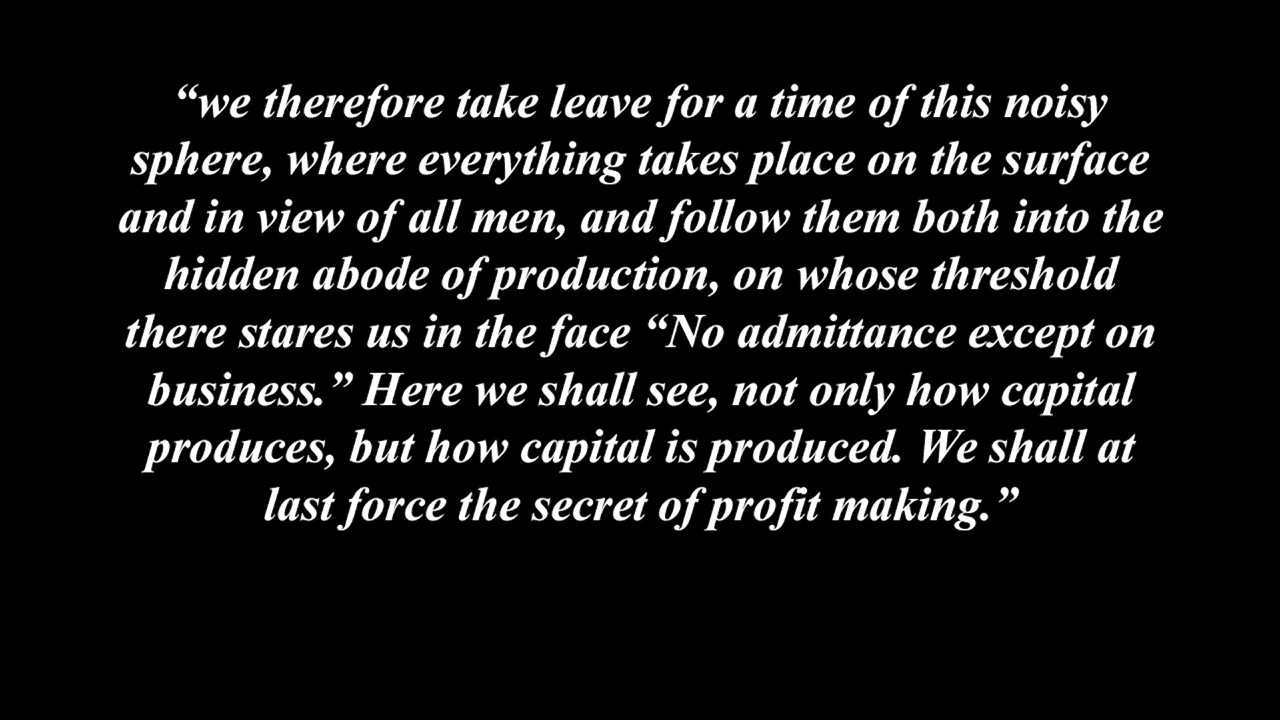 “we therefore take leave for a time of this noisy
sphere, where everything takes place on the surface
and in view of all men, and follow them both into the
hidden abode of production, on whose threshold
there stares us in the face “No admittance except on
business.” Here we shall see, not only how capital
produces, but how capital is produced. We shall at
last force the secret of profit making.”